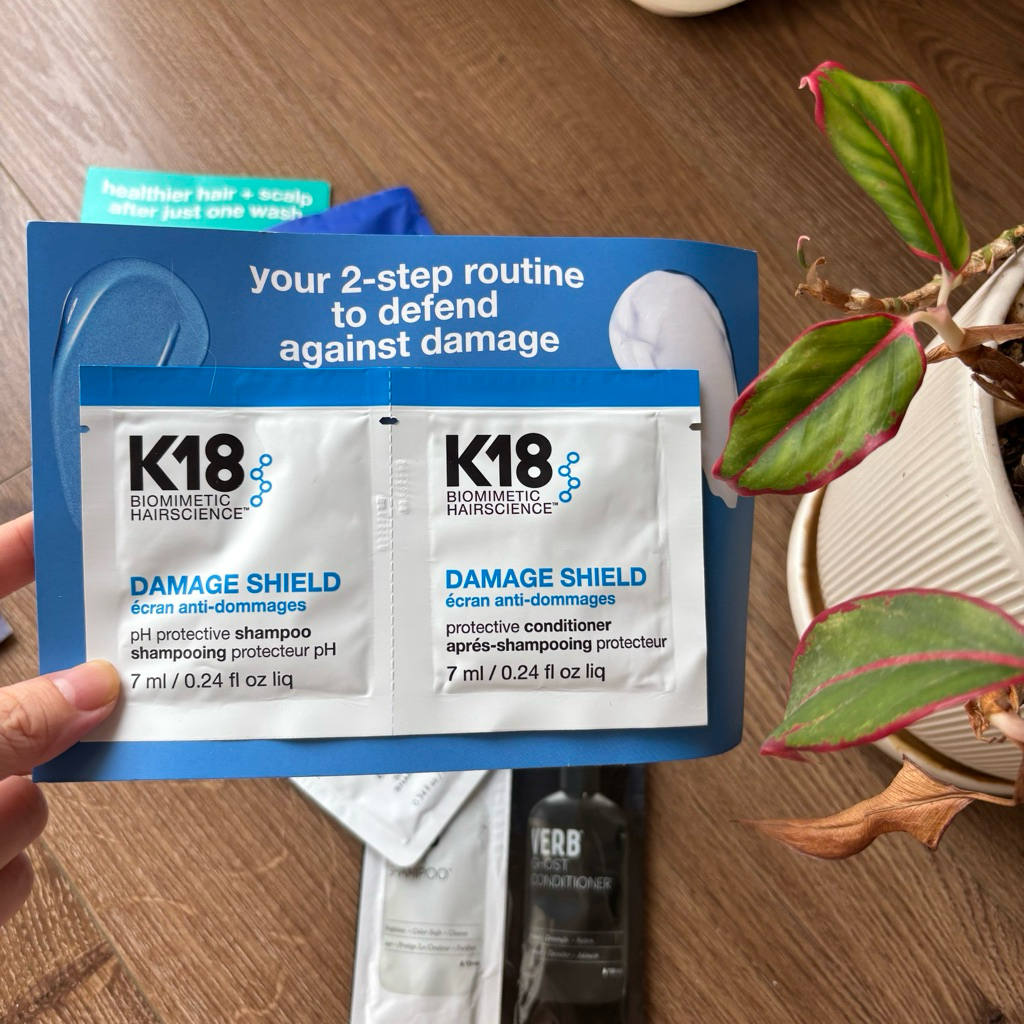 healthier hair + scalp
after just one wash
your 2-step routine
to defend
against damage
K18
BIOMIMETIC
HAIRSCIENCE™
DAMAGE SHIELD
écran anti-dommages
pH protective shampoo
shampooing protecteur pH
7 ml / 0.24 fl oz liq
K18
BIOMIMETIC
HAIRSCIENCE™
DAMAGE SHIELD
écran anti-dommages
protective conditioner
aprés-shampooing protecteur
7 ml / 0.24 fl oz liq
VERB
GHOST
CONDITIONER